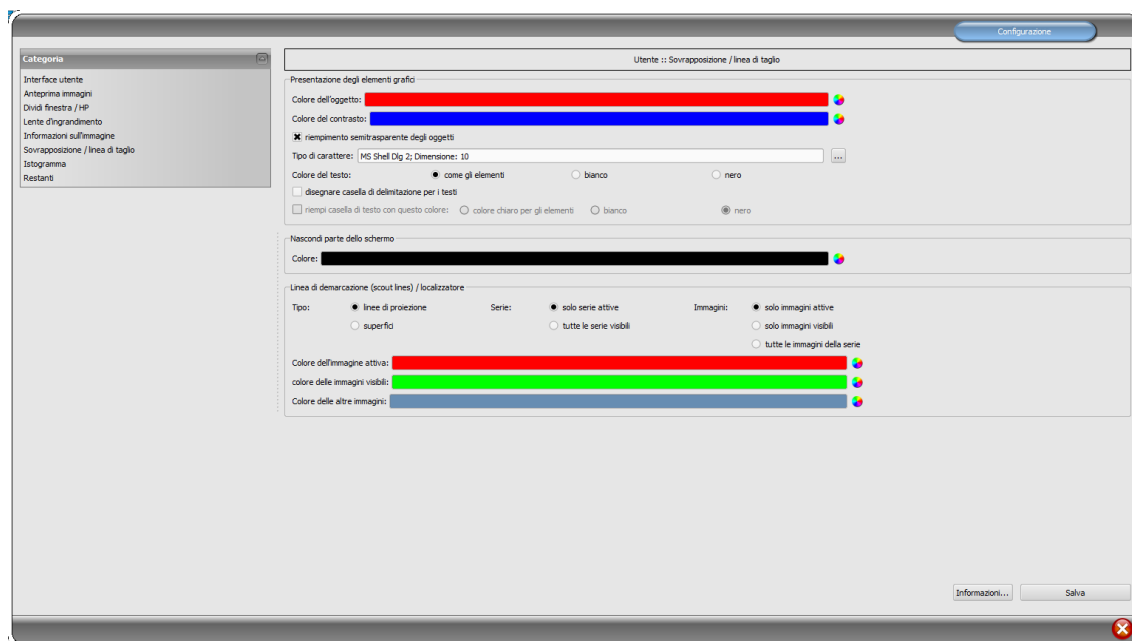 Configurazione
Categoria
Interface utente
Anteprima immagini
Dividi finestra / HP
Lente d'ingrandimento
Informazioni sull'immagine
Sovrapposizione / linea di taglio
Istogramma
Restanti
Utente :: Sovrapposizione / linea di taglio
Presentazione degli elementi grafici
Colore dell'oggetto:
Colore del contrasto:
riempimento semitrasparente degli oggetti
Tipo di carattere: MS Shell Dlg 2; Dimensione: 10 ...
Colore del testo: come gli elementi bianco nero
disegnare casella di delimitazione per i testi
riempi casella di testo con questo colore: colore chiaro per gli elementi bianco nero
Nascondi parte dello schermo
Colore:
Linea di demarcazione (scout lines) / localizzatore
Tipo: linee di proiezione Serie: solo serie attive Immagini: solo immagini attive
superfici tutte le serie visibili solo immagini visibili
tutte le immagini della serie
Colore dell'immagine attiva:
colore delle immagini visibili:
Colore delle altre immagini:
Informazioni... Salva